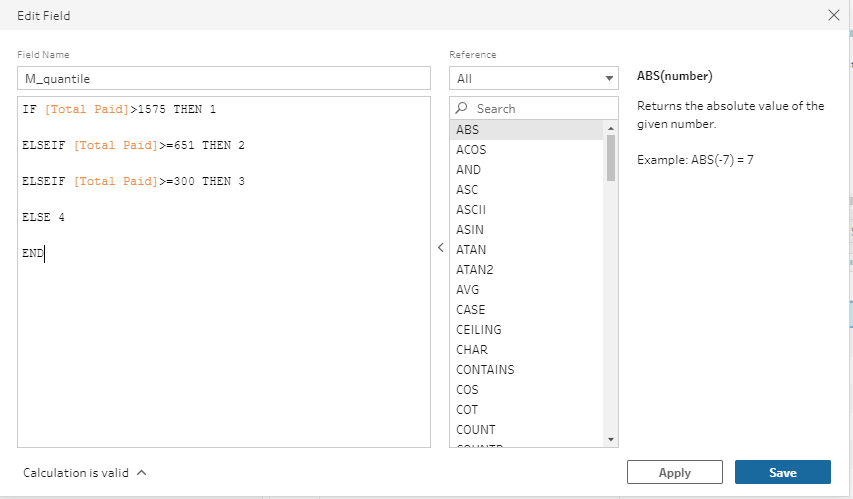 Edit Field
Field Name
Reference
M_quantile
All
ABS(number)
IF [Total Paid]>1575 THEN 1
ELSEIF [Total Paid]>=651 THEN 2
ELSEIF [Total Paid]>=300 THEN 3
ELSE 4
END
Search
ABS
ACOS
AND
ASC
ASCII
ASIN
ATAN
ATAN2
AVG
CASE
CEILING
CHAR
CONTAINS
COS
COT
COUNT
Returns the absolute value of the
given number.
Example: ABS(-7) = 7
Calculation is valid
Apply
Save